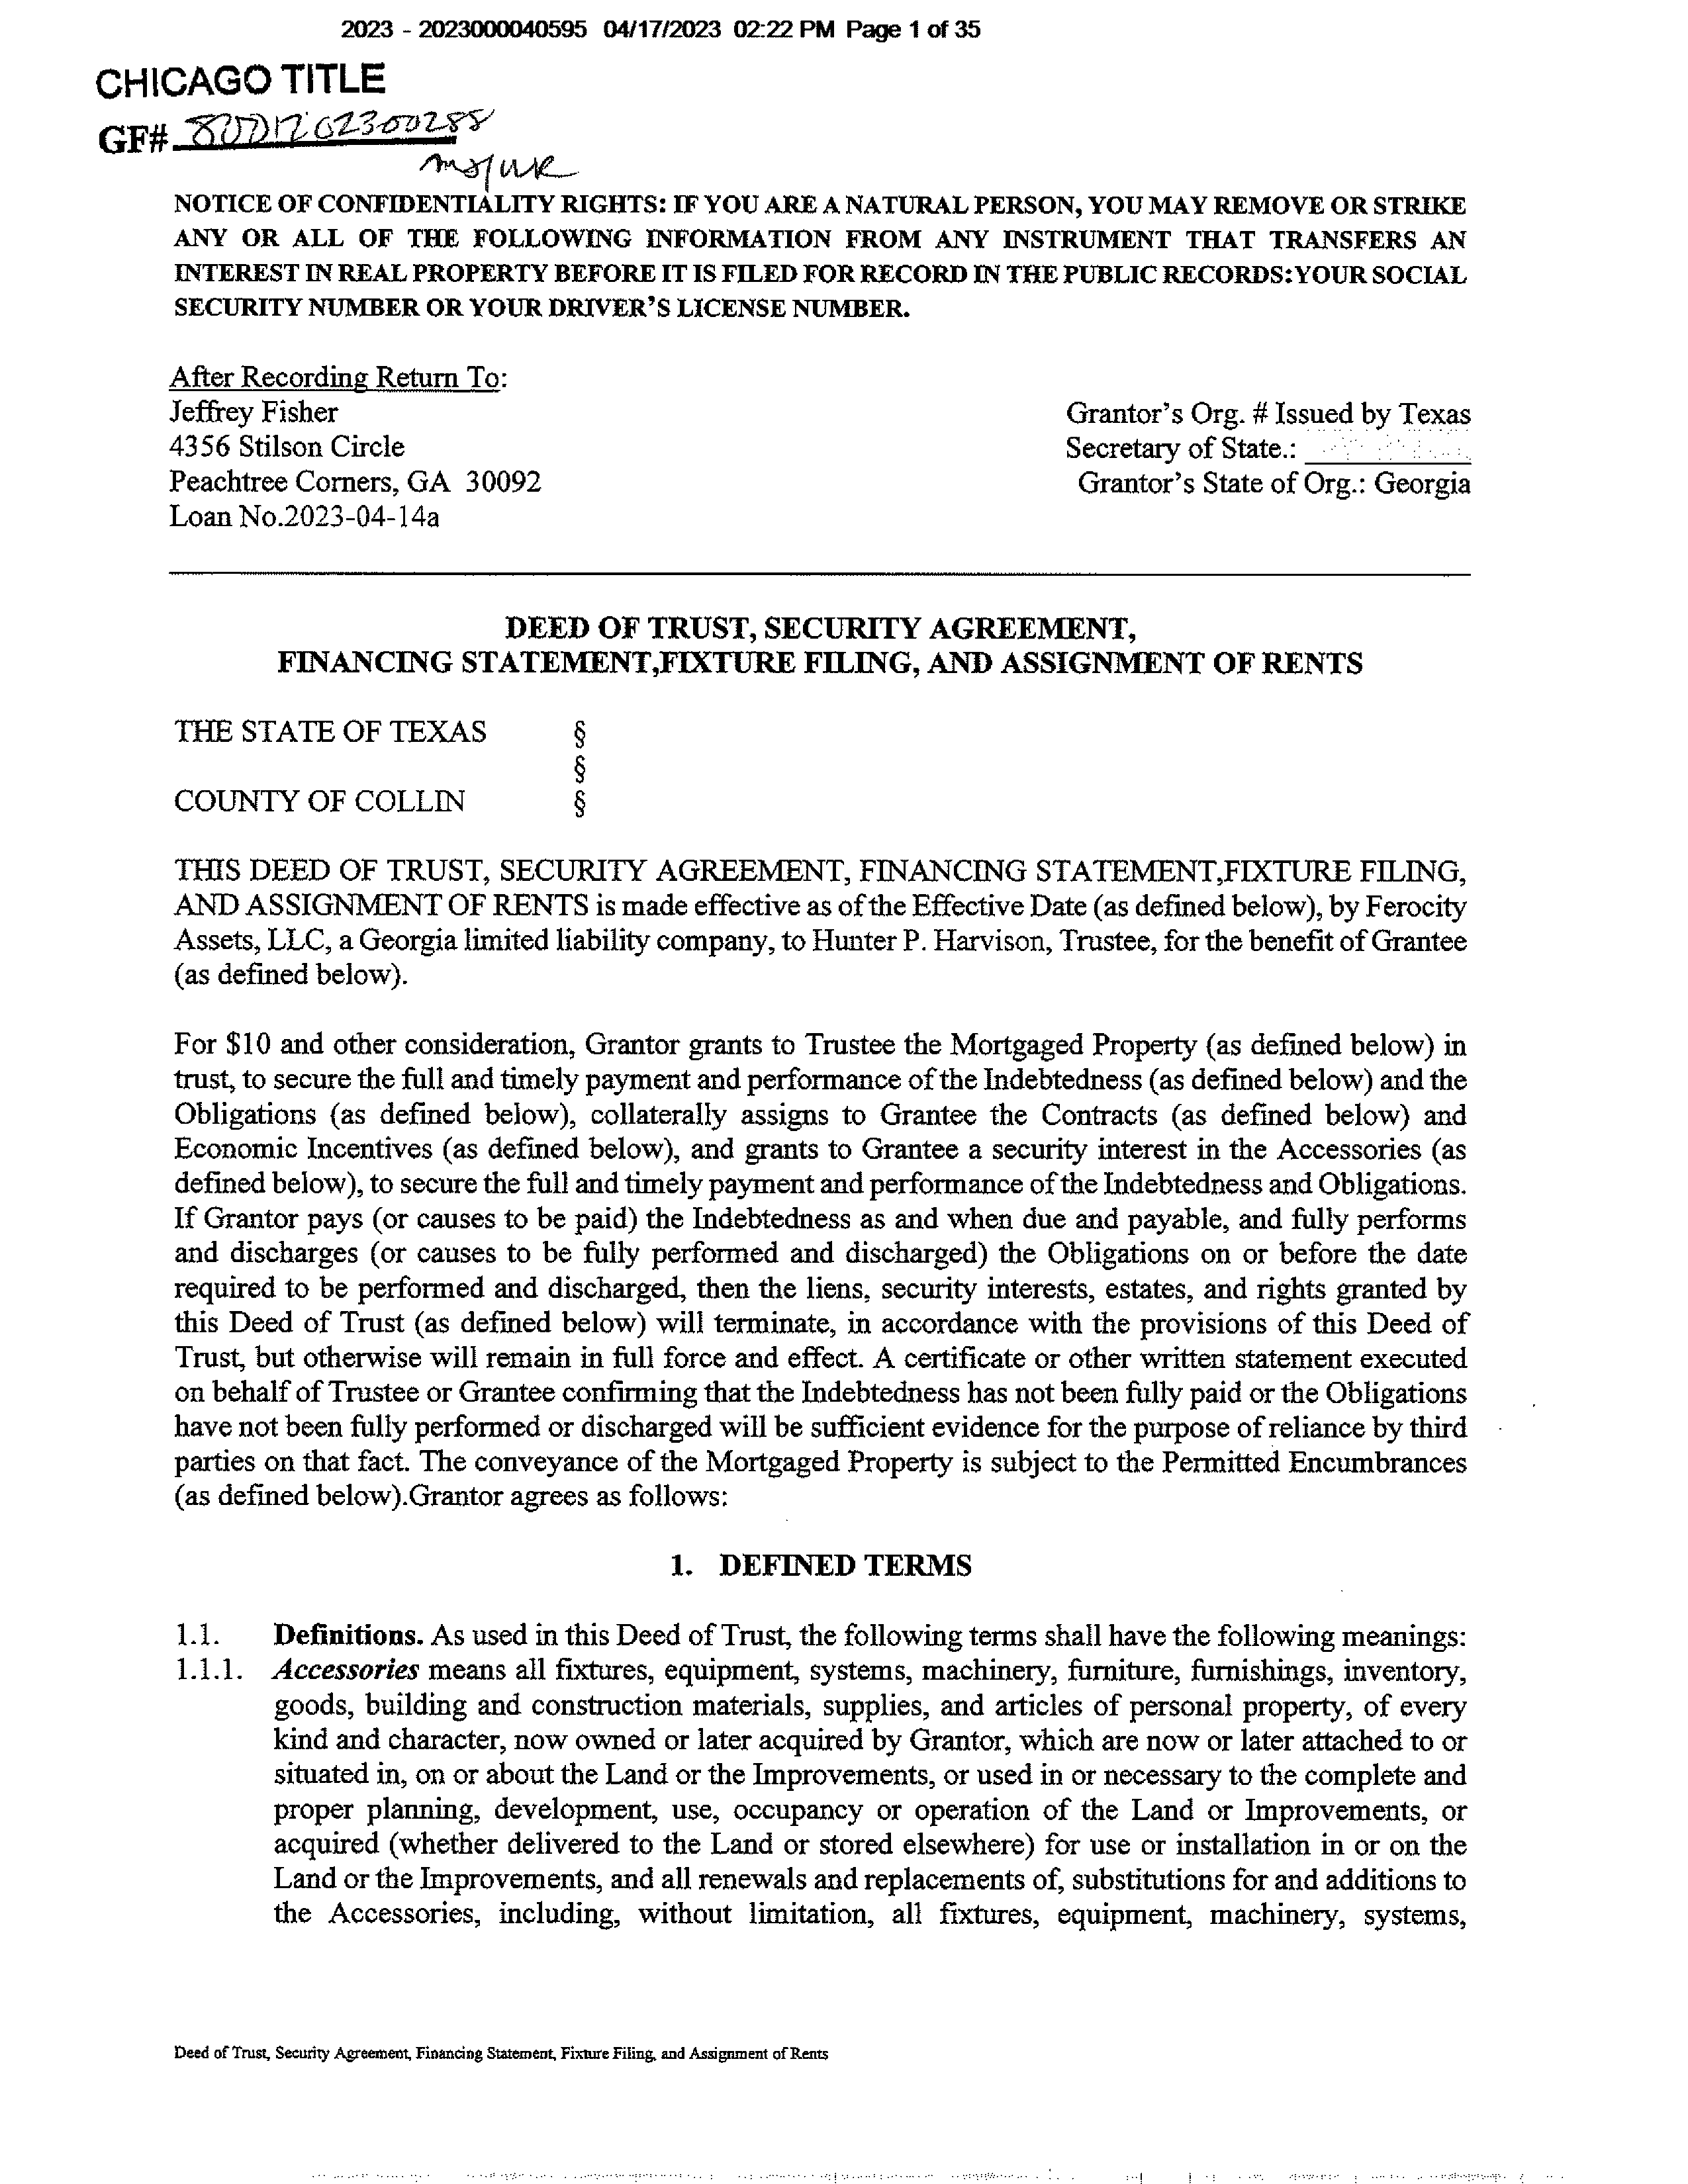 2023 - 2023000040595 04/17/2023 02:22 PM Page 1 of 35
CHICAGO TITLE
GF#
NOTICE OF CONFIDENTIALITY RIGHTS: IF YOU ARE A NATURAL PERSON, YOU MAY REMOVE OR STRIKE
ANY OR ALL OF THE FOLLOWING INFORMATION FROM ANY INSTRUMENT THAT TRANSFERS AN
INTEREST IN REAL PROPERTY BEFORE IT IS FILED FOR RECORD IN THE PUBLIC RECORDS:YOUR SOCIAL
SECURITY NUMBER OR YOUR DRIVER'S LICENSE NUMBER.
After Recording Return To:
Jeffrey Fisher
4356 Stilson Circle
Peachtree Corners, GA 30092
Loan No.2023-04-14a
Grantor's Org. # Issued by Texas
Secretary of State.:
Grantor's State of Org.: Georgia
DEED OF TRUST, SECURITY AGREEMENT,
FINANCING STATEMENT,FIXTURE FILING, AND ASSIGNMENT OF RENTS
THE STATE OF TEXAS §
§
COUNTY OF COLLIN §
THIS DEED OF TRUST, SECURITY AGREEMENT, FINANCING STATEMENT,FIXTURE FILING,
AND ASSIGNMENT OF RENTS is made effective as of the Effective Date (as defined below), by Ferocity
Assets, LLC, a Georgia limited liability company, to Hunter P. Harvison, Trustee, for the benefit of Grantee
(as defined below).
For $10 and other consideration, Grantor grants to Trustee the Mortgaged Property (as defined below) in
trust, to secure the full and timely payment and performance of the Indebtedness (as defined below) and the
Obligations (as defined below), collaterally assigns to Grantee the Contracts (as defined below) and
Economic Incentives (as defined below), and grants to Grantee a security interest in the Accessories (as
defined below), to secure the full and timely payment and performance of the Indebtedness and Obligations.
If Grantor pays (or causes to be paid) the Indebtedness as and when due and payable, and fully performs
and discharges (or causes to be fully performed and discharged) the Obligations on or before the date
required to be performed and discharged, then the liens, security interests, estates, and rights granted by
this Deed of Trust (as defined below) will terminate, in accordance with the provisions of this Deed of
Trust, but otherwise will remain in full force and effect. A certificate or other written statement executed
on behalf of Trustee or Grantee confirming that the Indebtedness has not been fully paid or the Obligations
have not been fully performed or discharged will be sufficient evidence for the purpose of reliance by third
parties on that fact. The conveyance of the Mortgaged Property is subject to the Permitted Encumbrances
(as defined below).Grantor agrees as follows:
1. DEFINED TERMS
1.1. Definitions. As used in this Deed of Trust, the following terms shall have the following meanings:
1.1.1. Accessories means all fixtures, equipment, systems, machinery, furniture, furnishings, inventory,
goods, building and construction materials, supplies, and articles of personal property, of every
kind and character, now owned or later acquired by Grantor, which are now or later attached to or
situated in, on or about the Land or the Improvements, or used in or necessary to the complete and
proper planning, development, use, occupancy or operation of the Land or Improvements, or
acquired (whether delivered to the Land or stored elsewhere) for use or installation in or on the
Land or the Improvements, and all renewals and replacements of, substitutions for and additions to
the Accessories, including, without limitation, all fixtures, equipment, machinery, systems,
Deed of Trust, Security Agreement, Financing Statement, Fixture Filing, and Assignment of Rents